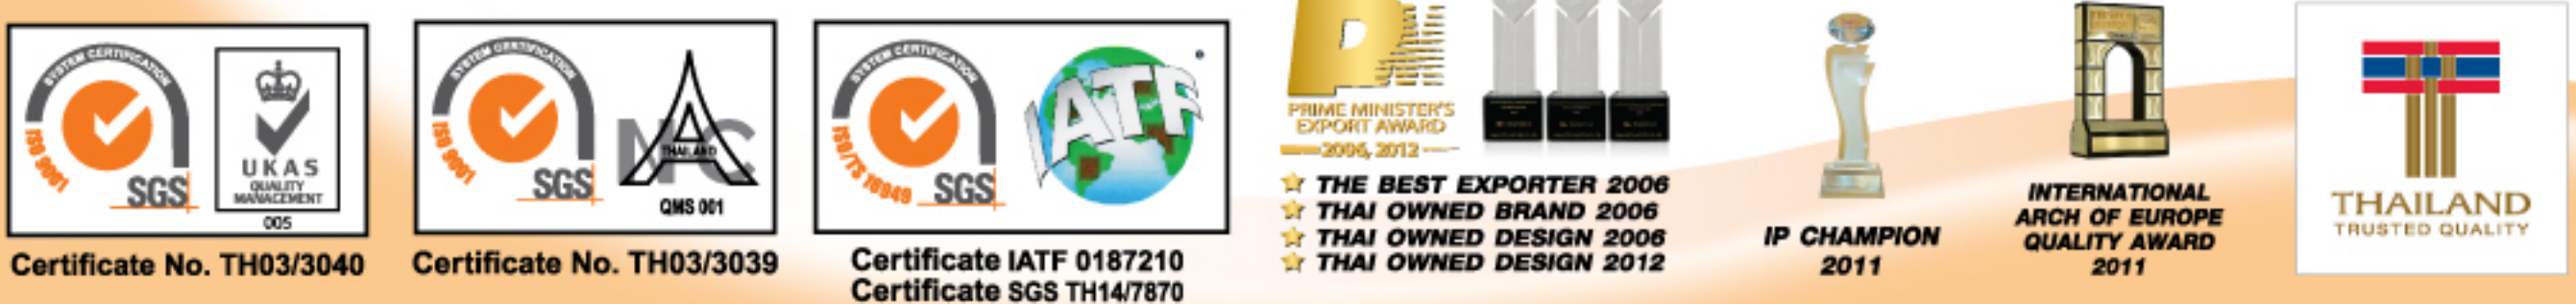 SYSTEM CERTIFICATION
ISO 9001
SGS
UKAS
QUALITY
MANAGEMENT
005
Certificate No. TH03/3040
SYSTEM CERTIFICATION
ISO 9001
SGS
NAC
THAILAND
QMS 001
Certificate No. TH03/3039
SYSTEM CERTIFICATION
ISO/TS 16949
SGS
IATF
Certificate IATF 0187210
Certificate SGS TH14/7870
PRIME MINISTER'S
EXPORT AWARD
2006, 2012
THE BEST EXPORTER 2006
THAI OWNED BRAND 2006
THAI OWNED DESIGN 2006
THAI OWNED DESIGN 2012
IP CHAMPION
2011
INTERNATIONAL
ARCH OF EUROPE
QUALITY AWARD
2011
THAILAND
TRUSTED QUALITY